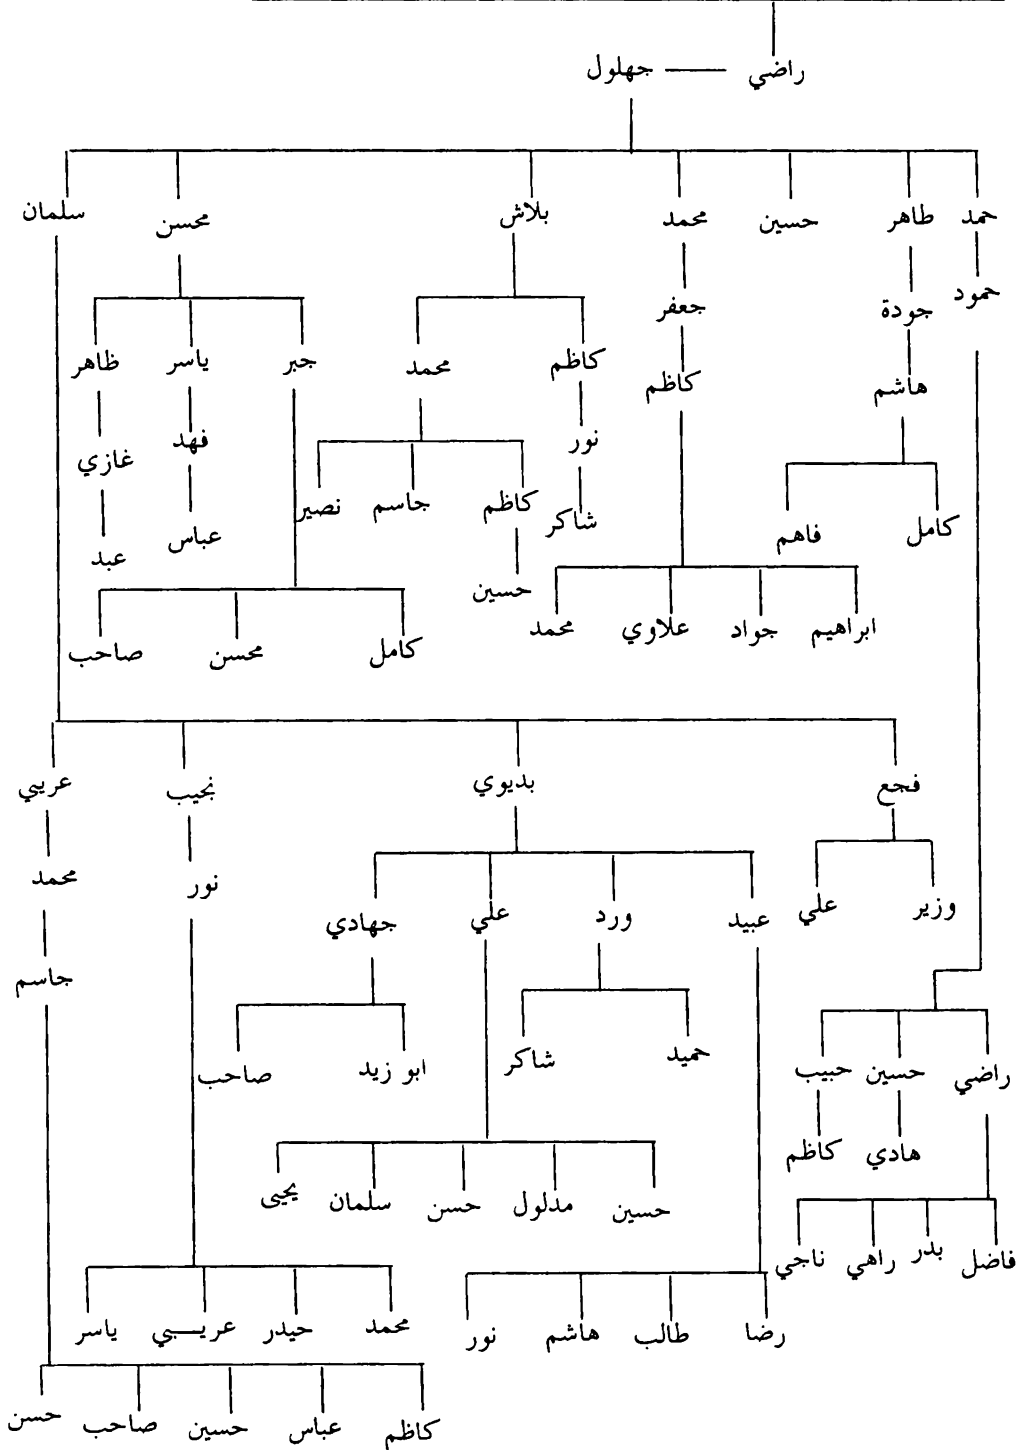 راضي — جهلول
حمد طاهر حسين محمد بلاش محسن سلمان
حمود جودة جعفر
كاظم محمد جبر ياسر ظاهر
هاشم كاظم
نور فهد غازي
كامل فاهم شاكر كاظم جاسم نصير عباس عبد
حسين
ابراهيم جواد علاوي محمد
كامل محسن صاحب
فجع بديوي نجيب عريبي
نور محمد
وزير علي عبيد ورد علي جهادي
جاسم
حميد شاكر ابو زيد صاحب
راضي حسين حبيب
هادي كاظم
حسين مدلول حسن سلمان يحيى
فاضل بدر راهي ناجي
محمد حيدر عريــبي ياسر
رضا طالب هاشم نور
كاظم عباس حسين صاحب حسن